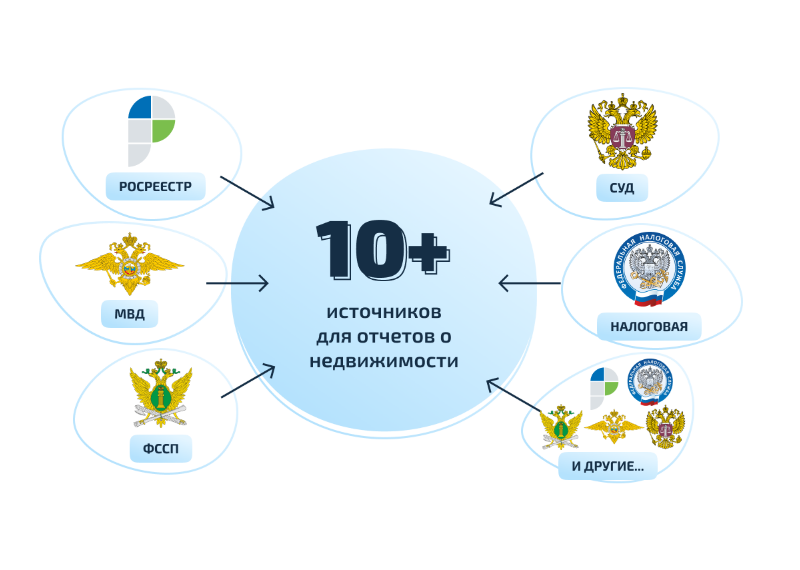 РОСРЕЕСТР
МВД
ФССП
10+
источников
для отчетов о
недвижимости
СУД
ФЕДЕРАЛЬНАЯ НАЛОГОВАЯ СЛУЖБА
НАЛОГОВАЯ
И ДРУГИЕ...